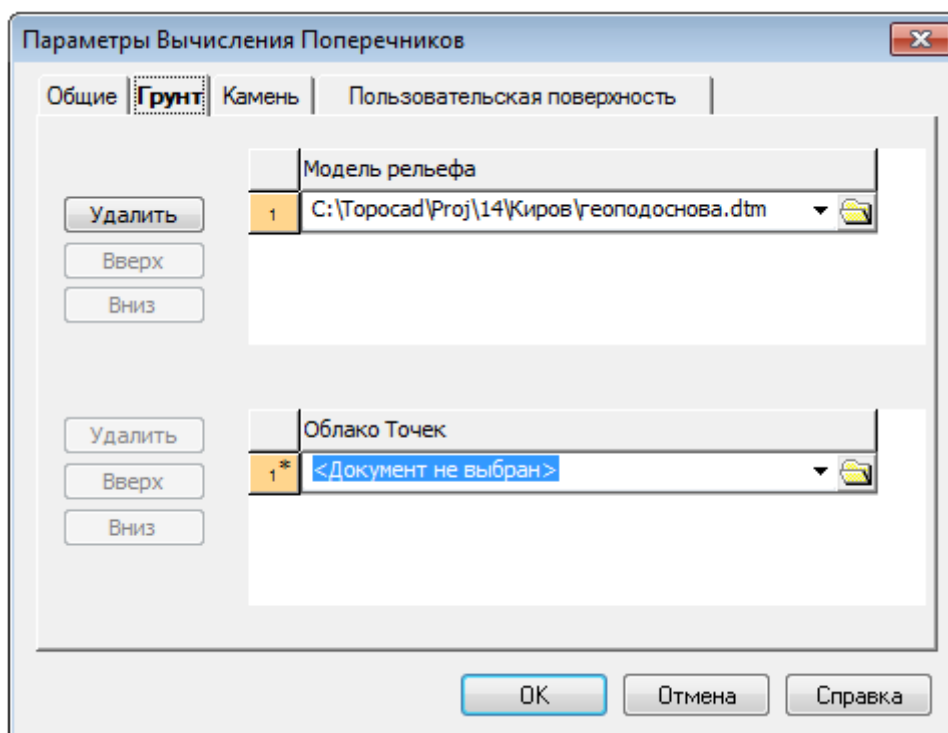 Параметры Вычисления Поперечников
Общие Грунт Камень Пользовательская поверхность
Модель рельефа
Удалить 1 C:\Topocad\Proj\14\Киров\геоподоснова.dtm
Вверх
Вниз
Удалить Облако Точек
1* <Документ не выбран>
Вверх
Вниз
OK Отмена Справка